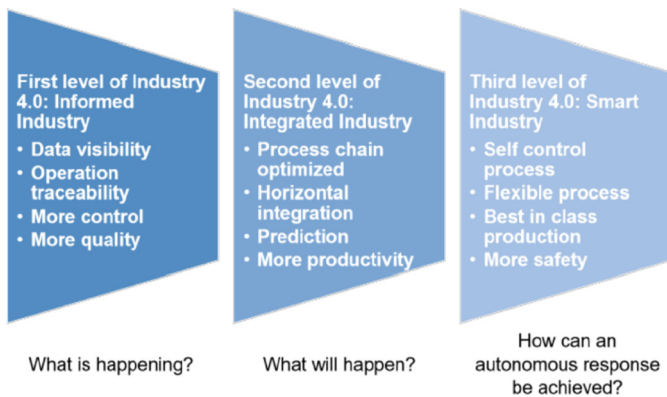 First level of Industry
4.0: Informed
Industry
• Data visibility
• Operation
traceability
• More control
• More quality
Second level of
Industry 4.0:
Integrated Industry
• Process chain
optimized
• Horizontal
integration
• Prediction
• More productivity
Third level of
Industry 4.0: Smart
Industry
• Self control
process
• Flexible process
• Best in class
production
• More safety
What is happening?
What will happen?
How can an
autonomous response
be achieved?